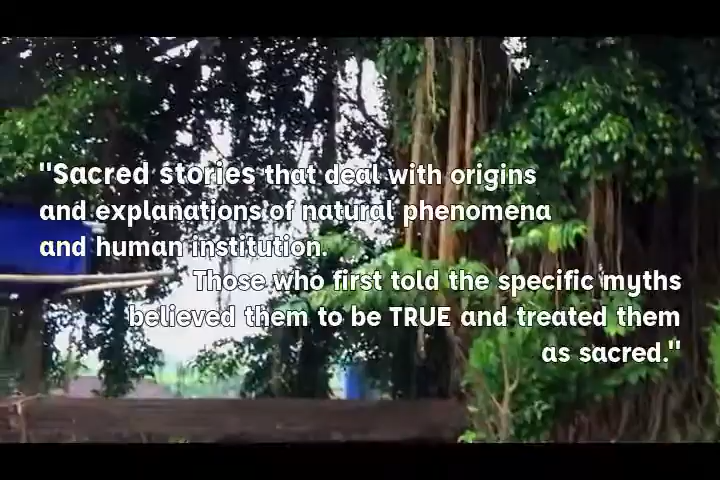 "Sacred stories that deal with origins
and explanations of natural phenomena
and human institution.
Those who first told the specific myths
believed them to be TRUE and treated them
as sacred."